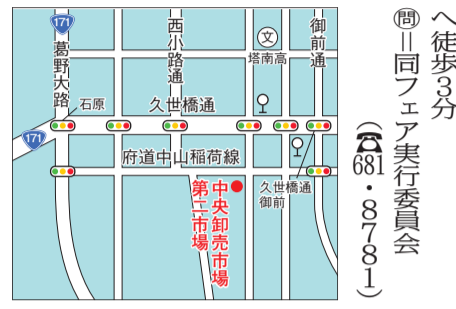 へ徒歩3分
㉄＝同フェア実行委員会
（☎681・8781）
171
葛野大路
石原
西小路通
御前通
文
塔南高
久世橋通
171
府道中山稲荷線
久世橋通
御前
中央卸売市場
第二市場